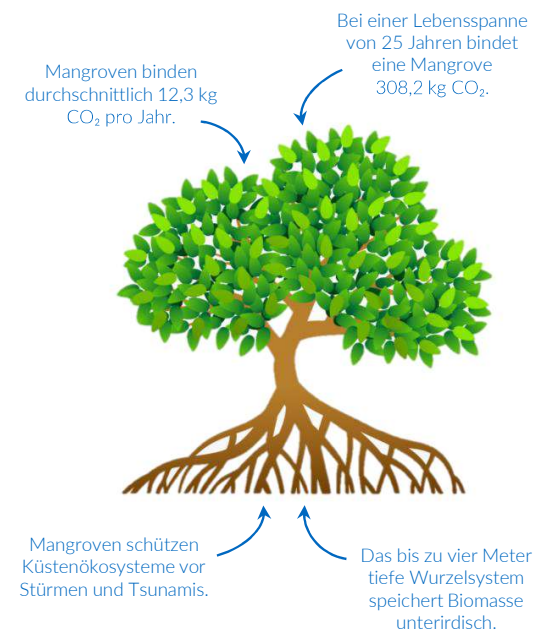 Bei einer Lebensspanne
von 25 Jahren bindet
eine Mangrove
308,2 kg CO₂.
Mangroven binden
durchschnittlich 12,3 kg
CO₂ pro Jahr.
Mangroven schützen
Küstenökosysteme vor
Stürmen und Tsunamis.
Das bis zu vier Meter
tiefe Wurzelsystem
speichert Biomasse
unterirdisch.